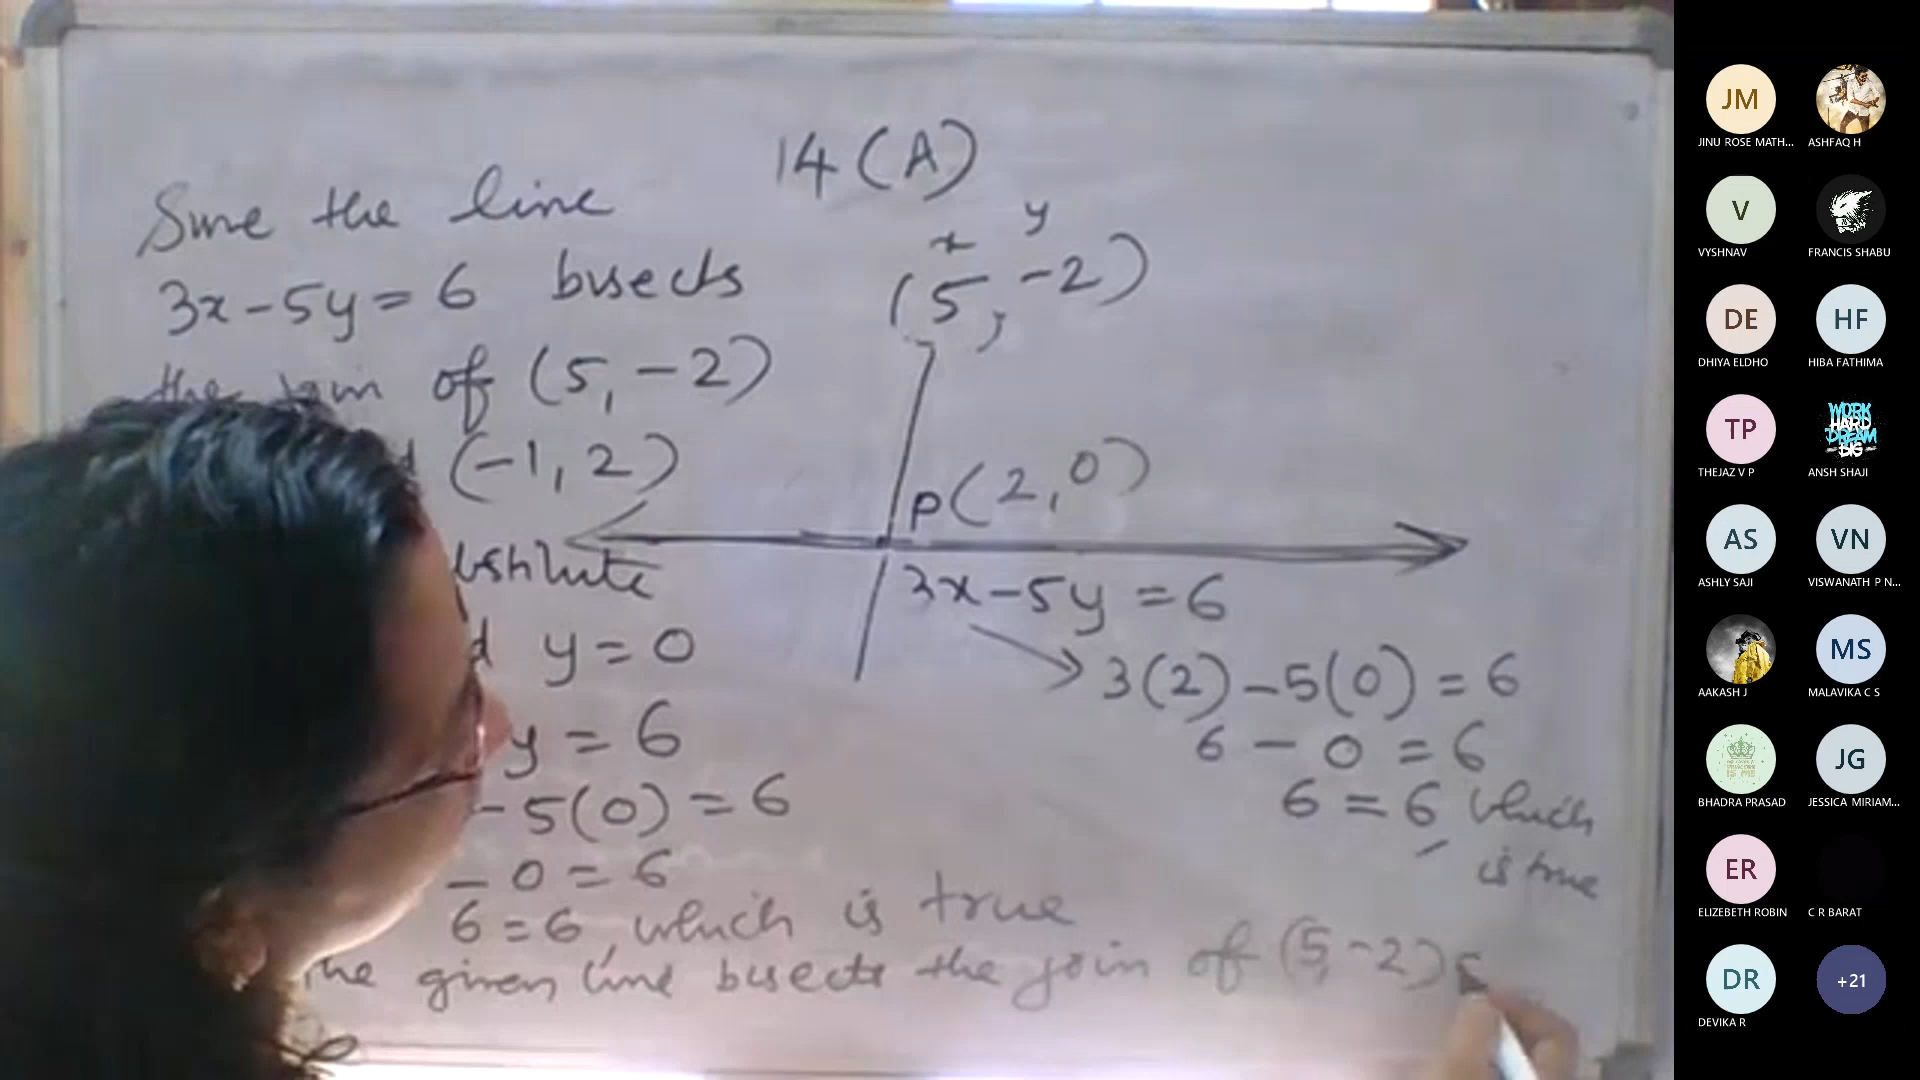 14 (A)
Sinve the line
3x - 5y = 6 bisects
the join of (5, -2)
(-1, 2)
bstitute
y = 0
y = 6
- 5(0) = 6
- 0 = 6
6 = 6, which is true
the given line bisects the join of (5, -2) &
x y
(5, -2)
P(2, 0)
3x - 5y = 6
3(2) - 5(0) = 6
6 - 0 = 6
6 = 6 which
is true
JM
JINU ROSE MATH...
ASHFAQ H
V
VYSHNAV
FRANCIS SHABU
DE
DHIYA ELDHO
HF
HIBA FATHIMA
TP
THEJAZ V P
WORK
HARD
DREAM
BIG
ANSH SHAJI
AS
ASHLY SAJI
VN
VISWANATH P N...
AAKASH J
MS
MALAVIKA C S
BHADRA PRASAD
JG
JESSICA MIRIAM...
ER
ELIZEBETH ROBIN
C R BARAT
DR
DEVIKA R
+21